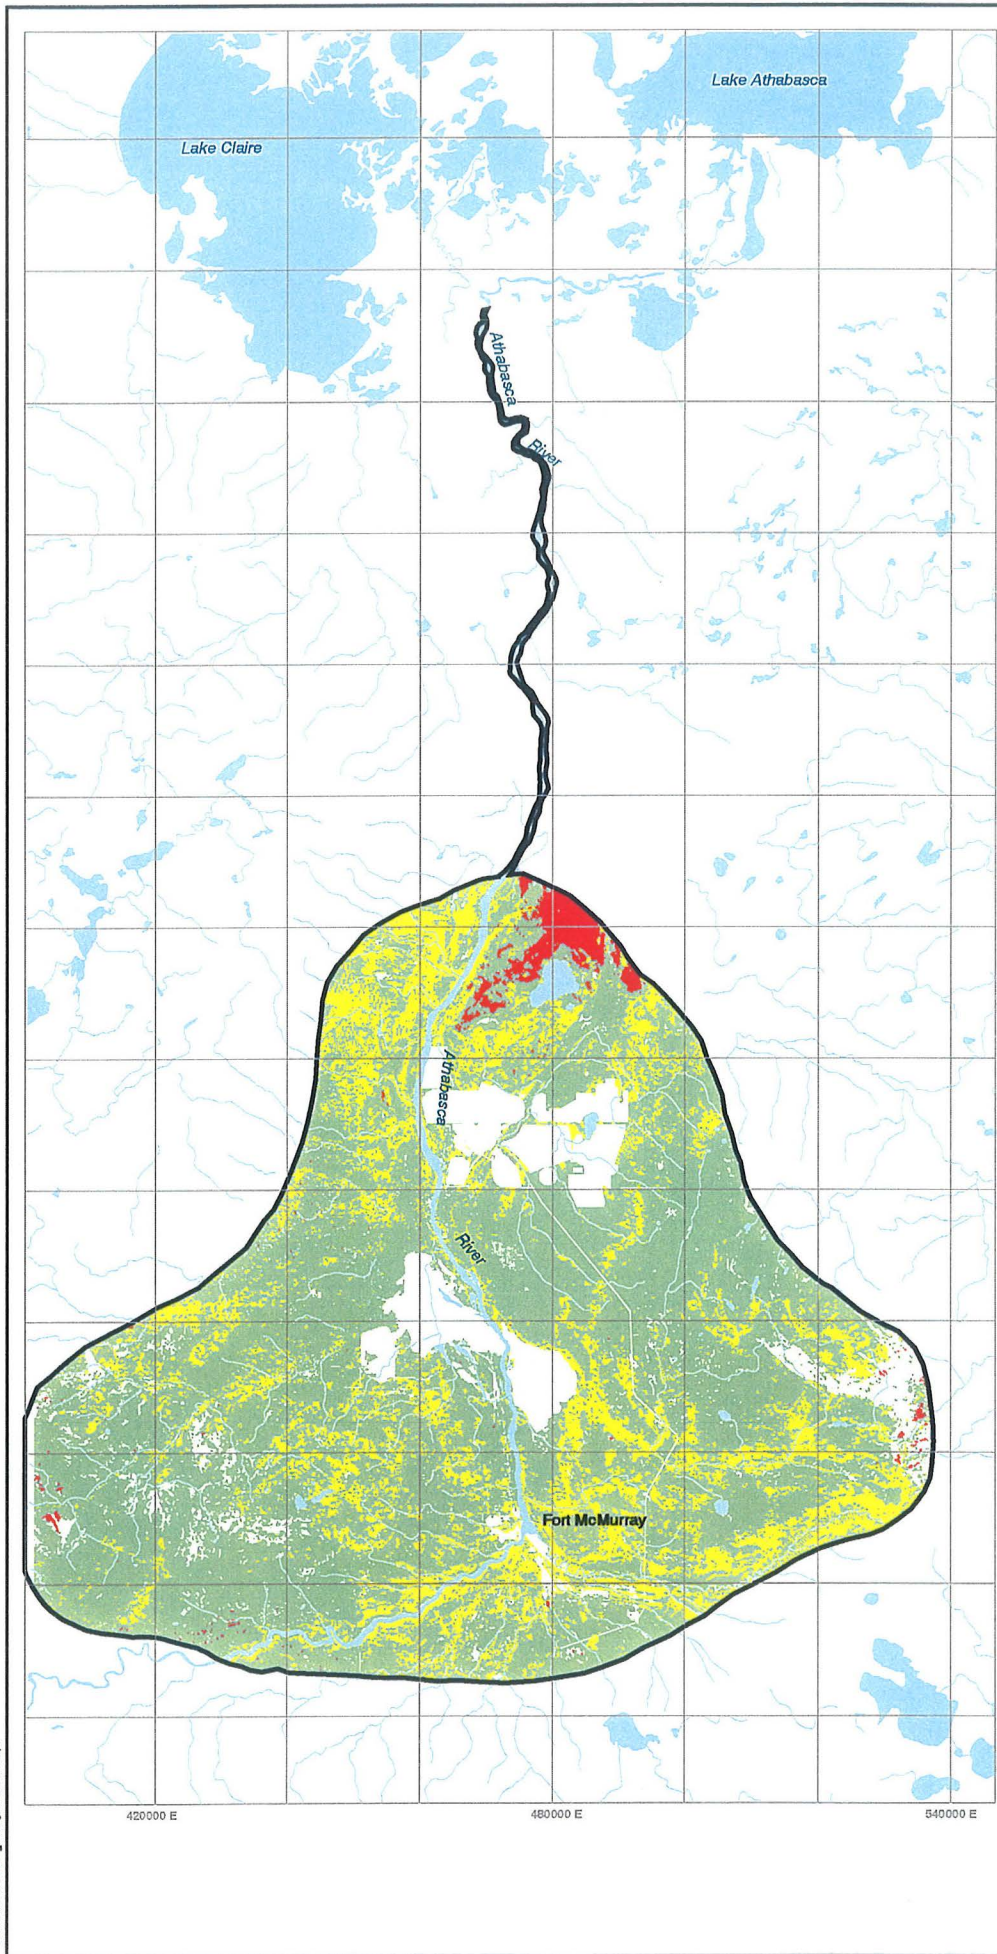 Lake Athabasca
Lake Claire
Athabasca
River
Athabasca
River
Fort McMurray
420000 E
480000 E
540000 E